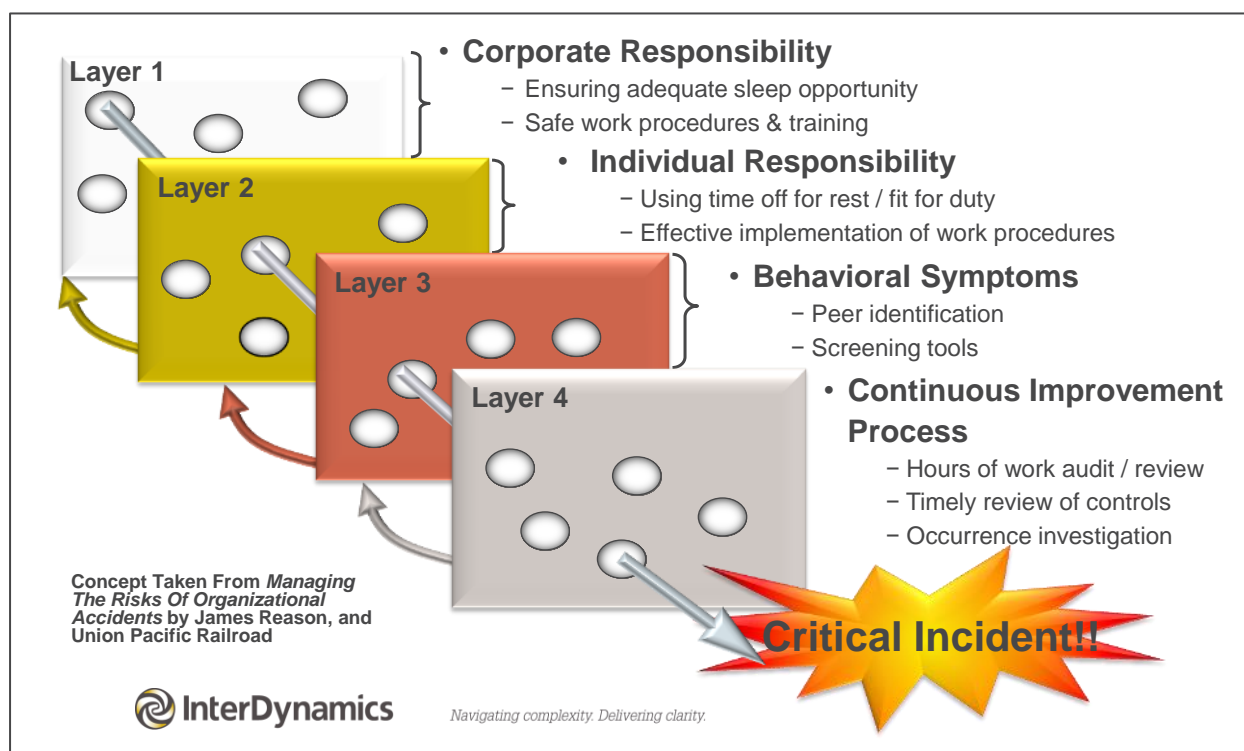 Layer 1
• Corporate Responsibility
− Ensuring adequate sleep opportunity
− Safe work procedures & training
Layer 2
• Individual Responsibility
− Using time off for rest / fit for duty
− Effective implementation of work procedures
Layer 3
• Behavioral Symptoms
− Peer identification
− Screening tools
Layer 4
• Continuous Improvement
Process
− Hours of work audit / review
− Timely review of controls
− Occurrence investigation
Critical Incident!!
Concept Taken From Managing
The Risks Of Organizational
Accidents by James Reason, and
Union Pacific Railroad
InterDynamics
Navigating complexity. Delivering clarity.